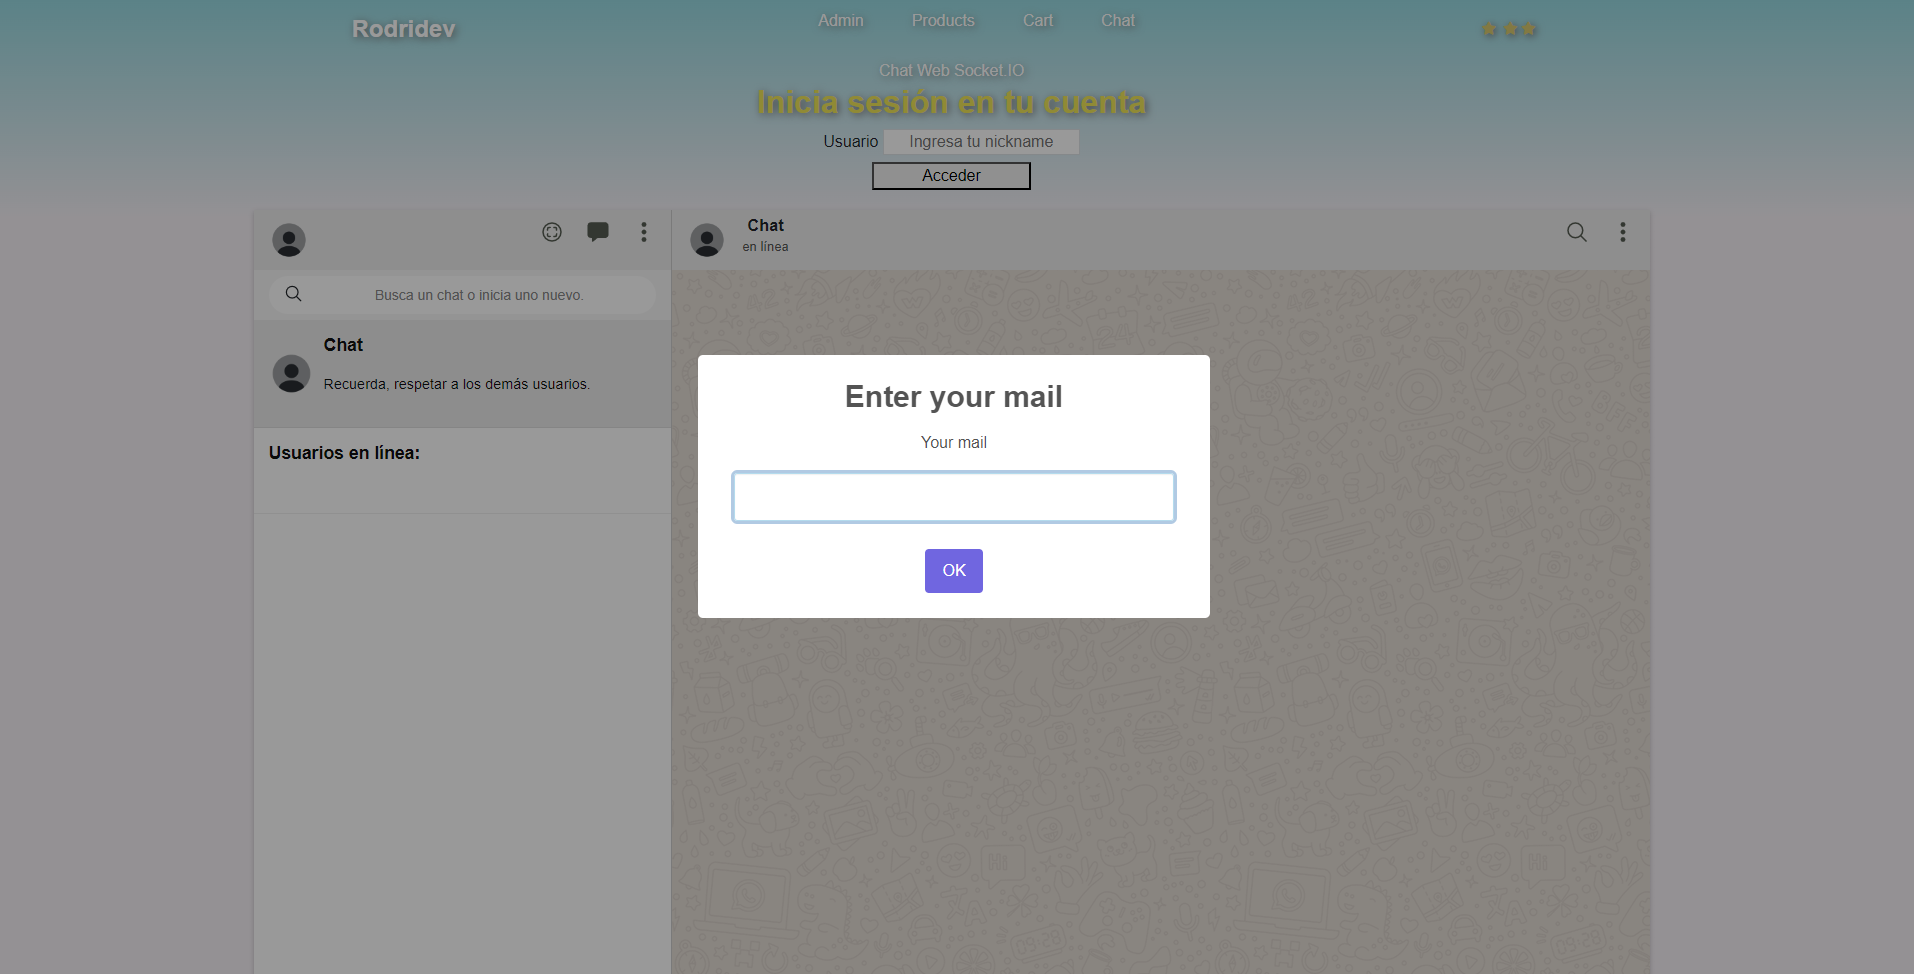 Rodridev
Admin
Products
Cart
Chat
Chat Web Socket.IO
Inicia sesión en tu cuenta
Usuario
Ingresa tu nickname
Acceder
Chat
en línea
Busca un chat o inicia uno nuevo.
Chat
Recuerda, respetar a los demás usuarios.
Usuarios en línea:
Enter your mail
Your mail
OK